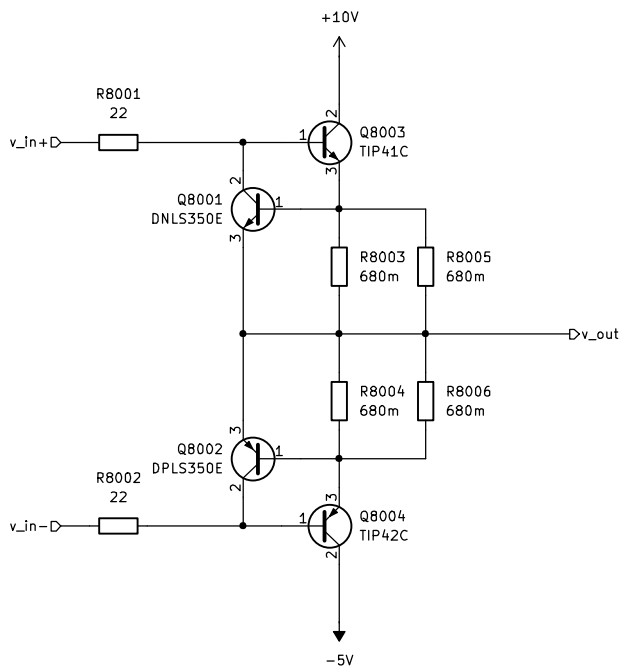 +10V
R8001
22
v_in+
1
2
3
Q8003
TIP41C
Q8001
DNLS350E
2
1
3
R8003
680m
R8005
680m
v_out
R8004
680m
R8006
680m
Q8002
DPLS350E
3
1
2
R8002
22
v_in-
1
3
2
Q8004
TIP42C
-5V